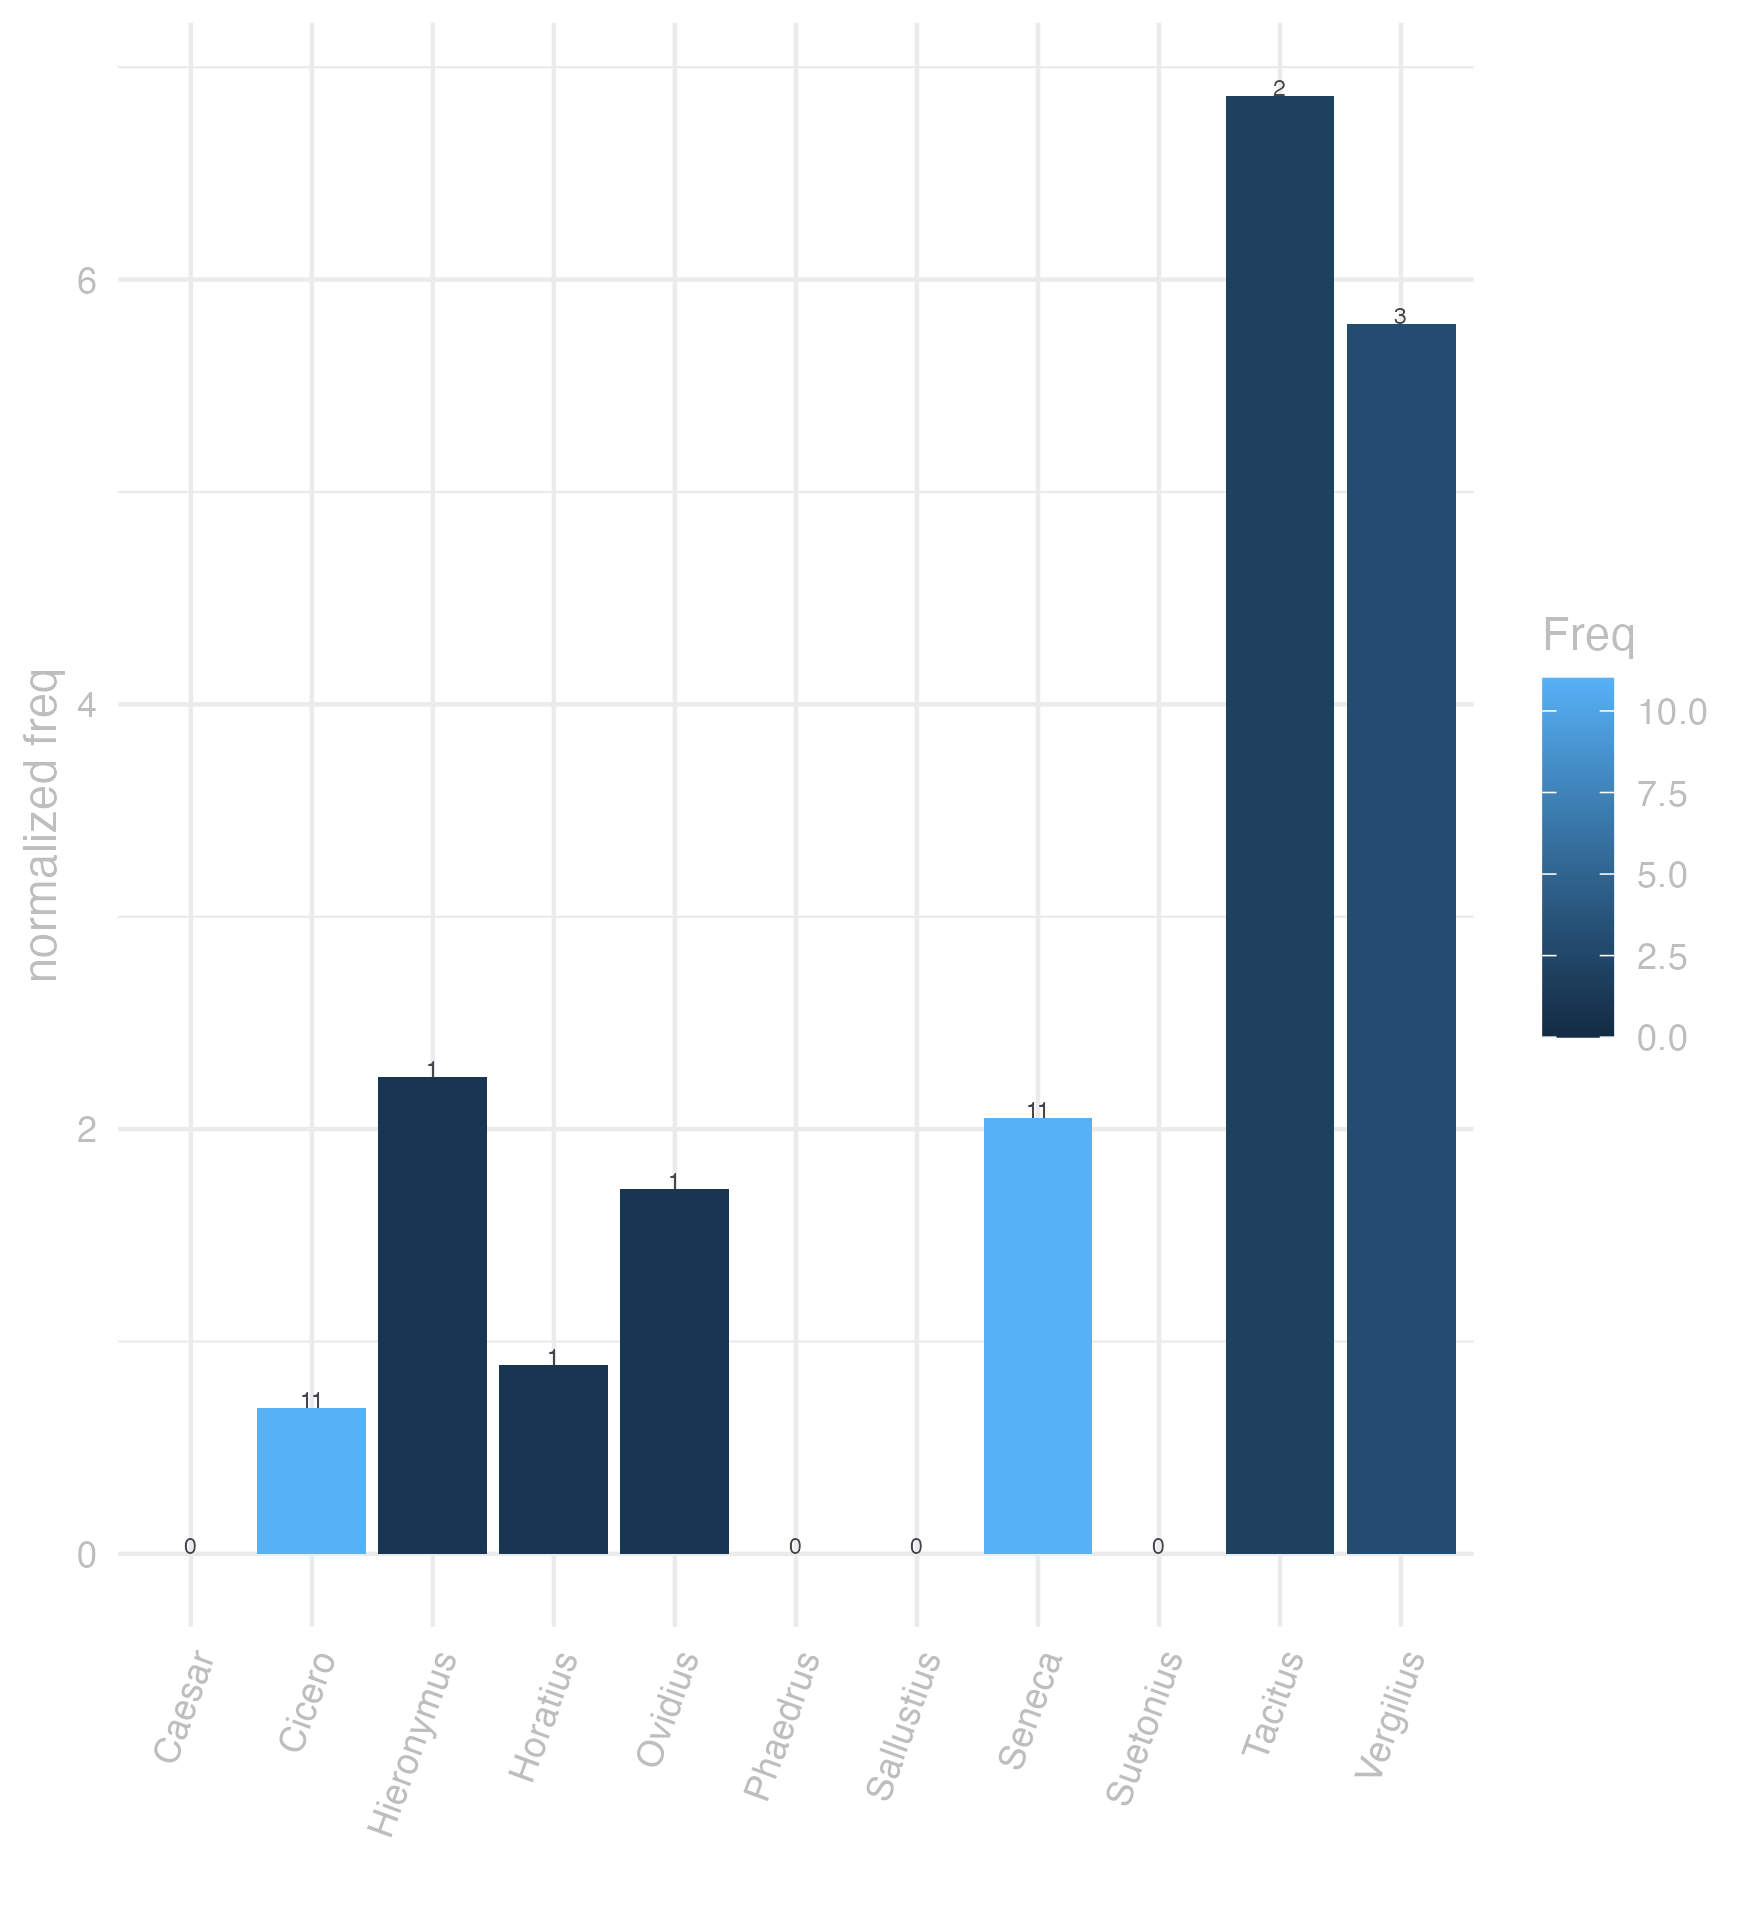 2
6
3
normalized freq
4
Freq
10.0
7.5
5.0
2.5
0.0
1
11
2
1
1
11
0
0
0
0
0
Caesar
Cicero
Hieronymus
Horatius
Ovidius
Phaedrus
Sallustius
Seneca
Suetonius
Tacitus
Vergilius